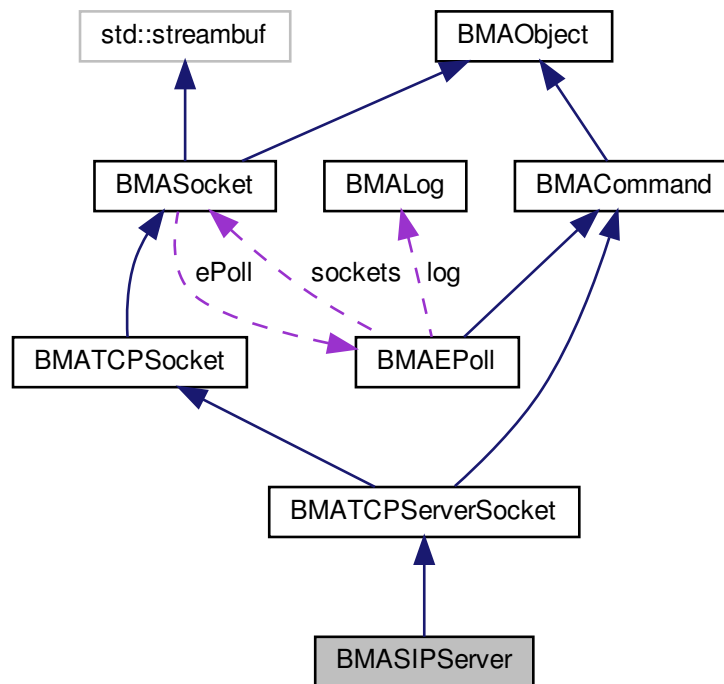 std::streambuf
BMAObject
BMASocket
BMALog
BMACommand
ePoll
sockets
log
BMATCPSocket
BMAEPoll
BMATCPServerSocket
BMASIPServer